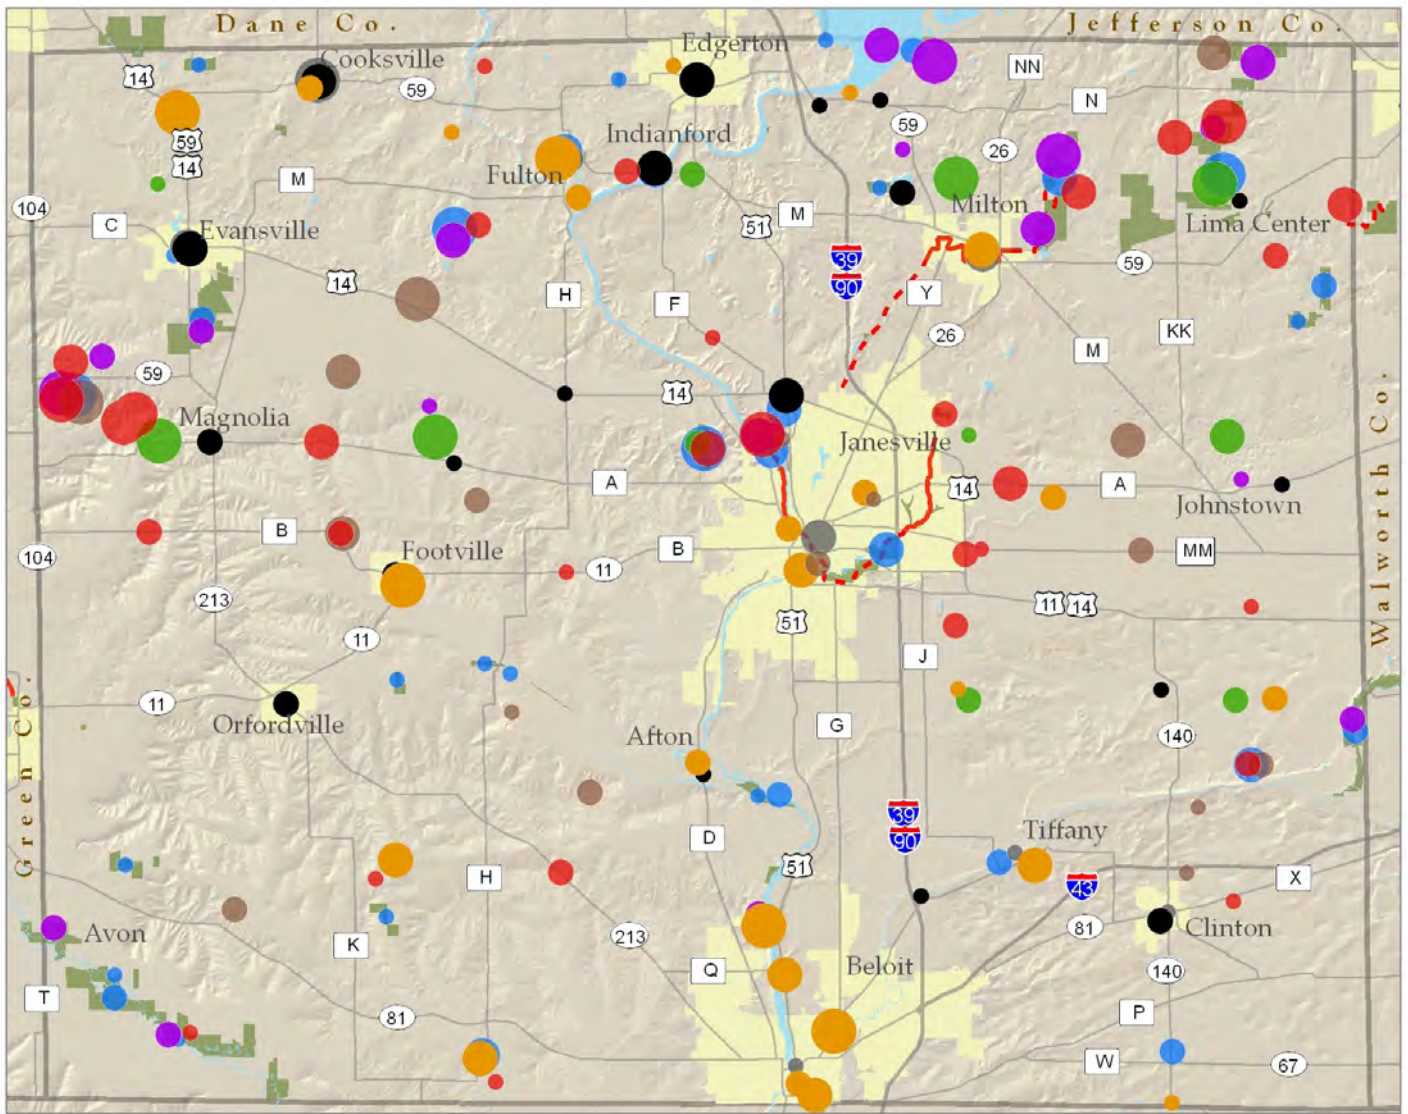 Dane Co.
Jefferson Co.
Cooksville
Edgerton
14
59
NN
N
59
14
Indianford
59
26
Fulton
M
104
C
Evansville
M
51
Milton
Lima Center
39
90
59
14
H
F
Y
26
KK
M
59
14
Magnolia
Janesville
A
14
A
Johnstown
Walworth Co.
104
B
Footville
B
11
MM
213
11
51
11
14
J
11
Orfordville
Afton
G
140
Green Co.
39
90
Tiffany
D
51
H
43
X
Avon
K
213
81
Clinton
T
Q
Beloit
140
81
P
W
67